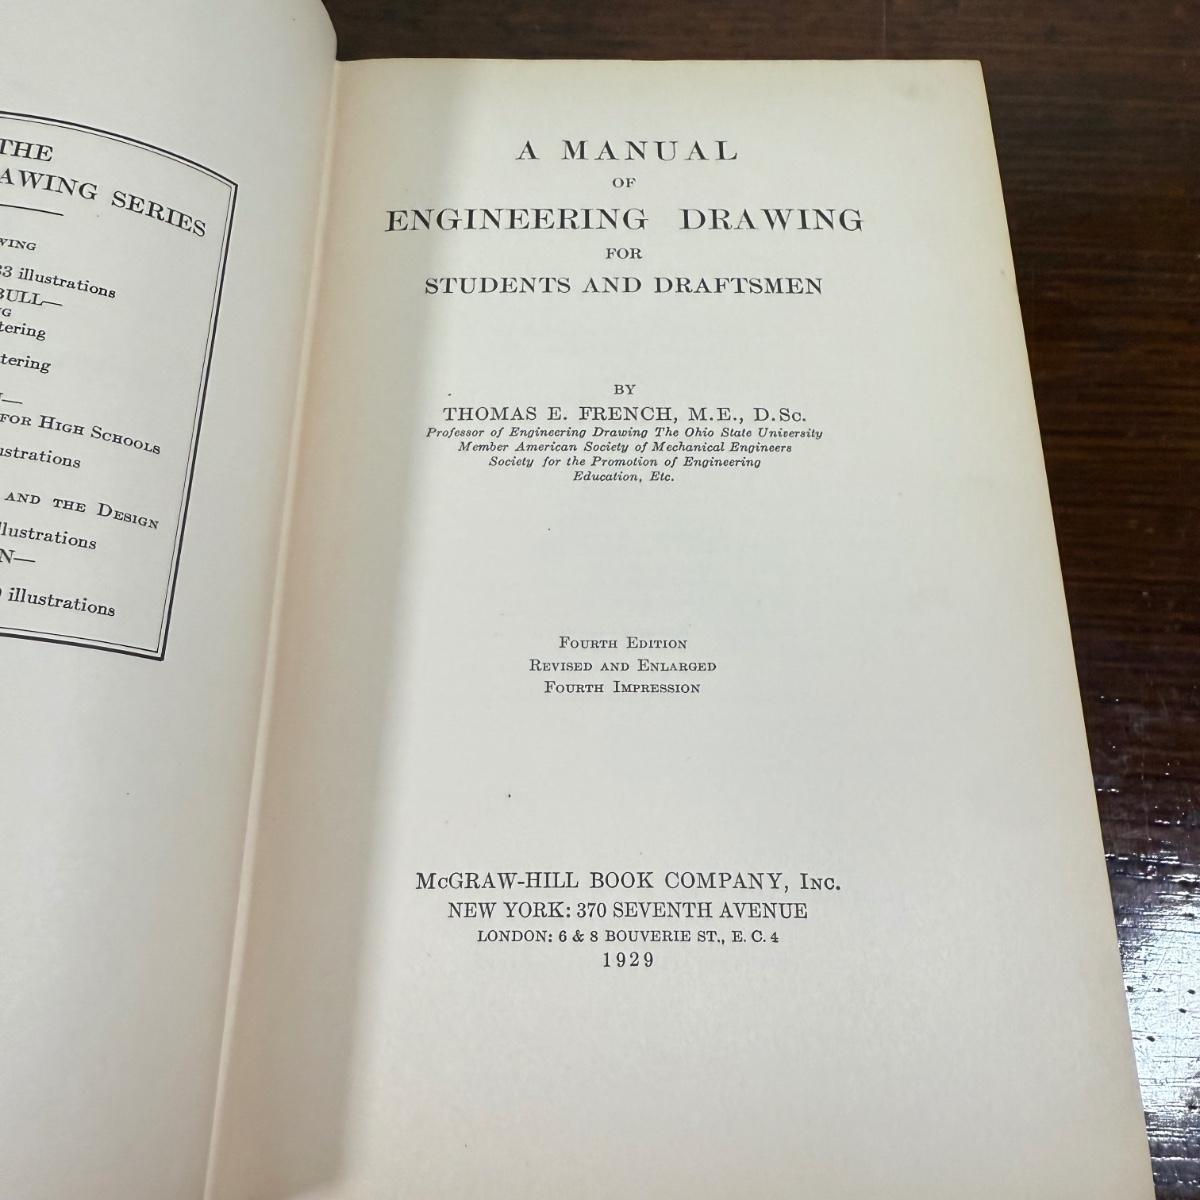 THE
AWING SERIES
WING
33 illustrations
BULL—
tering
tering
FOR HIGH SCHOOLS
ustrations
AND THE DESIGN
llustrations
N—
illustrations
A MANUAL
OF
ENGINEERING DRAWING
FOR
STUDENTS AND DRAFTSMEN
BY
THOMAS E. FRENCH, M.E., D.Sc.
Professor of Engineering Drawing The Ohio State University
Member American Society of Mechanical Engineers
Society for the Promotion of Engineering
Education, Etc.
FOURTH EDITION
REVISED AND ENLARGED
FOURTH IMPRESSION
McGRAW-HILL BOOK COMPANY, INC.
NEW YORK: 370 SEVENTH AVENUE
LONDON: 6 & 8 BOUVERIE ST., E. C. 4
1929